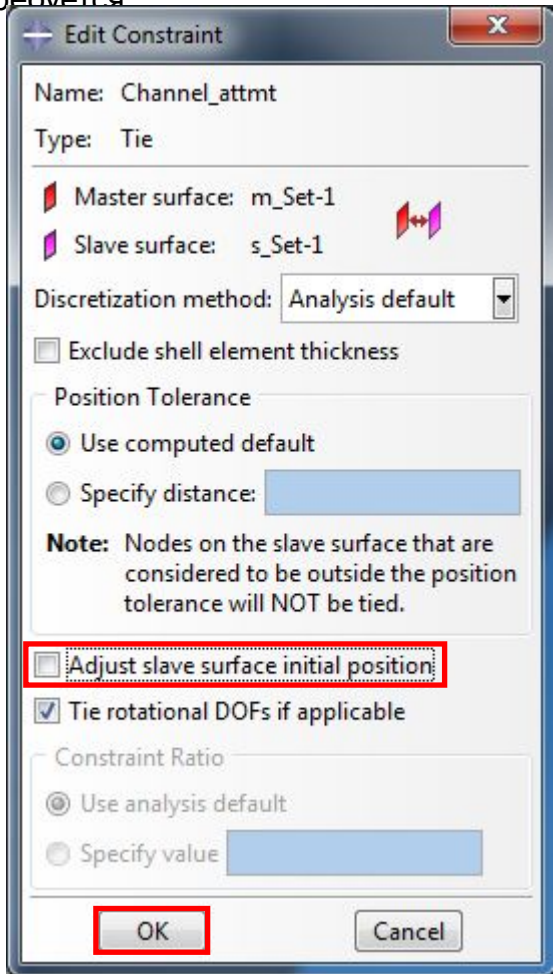 Edit Constraint
Name: Channel_attmt
Type: Tie
Master surface: m_Set-1
Slave surface: s_Set-1
Discretization method: Analysis default
Exclude shell element thickness
Position Tolerance
Use computed default
Specify distance:
Note: Nodes on the slave surface that are
considered to be outside the position
tolerance will NOT be tied.
Adjust slave surface initial position
Tie rotational DOFs if applicable
Constraint Ratio
Use analysis default
Specify value
OK Cancel